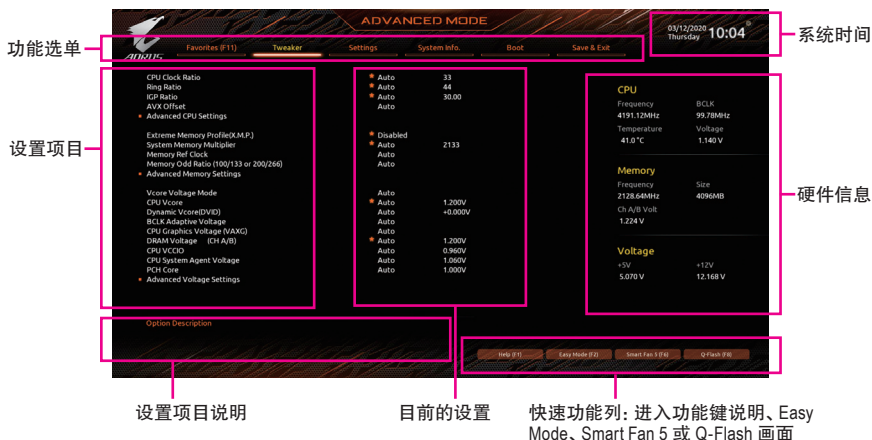 ADVANCED MODE
03/12/2020 Thursday 10:04
系统时间
功能选单
AORUS
Favorites (F11) Tweaker Settings System Info. Boot Save & Exit
设置项目
CPU Clock Ratio Auto 33
Ring Ratio Auto 44
IGP Ratio Auto 30.00
AVX Offset Auto
Advanced CPU Settings
Extreme Memory Profile(X.M.P.) Disabled
System Memory Multiplier Auto 2133
Memory Ref Clock Auto
Memory Odd Ratio (100/133 or 200/266) Auto
Advanced Memory Settings
Vcore Voltage Mode Auto
CPU Vcore Auto 1.200V
Dynamic Vcore(DVID) Auto +0.000V
BCLK Adaptive Voltage Auto
CPU Graphics Voltage (VAXG) Auto
DRAM Voltage (CH A/B) Auto 1.200V
CPU VCCIO Auto 0.960V
CPU System Agent Voltage Auto 1.060V
PCH Core Auto 1.000V
Advanced Voltage Settings
CPU
Frequency BCLK
4191.12MHz 99.78MHz
Temperature Voltage
41.0 °C 1.140 V
Memory
Frequency Size
2128.64MHz 4096MB
Ch A/B Volt
1.224 V
Voltage
+5V +12V
5.070 V 12.168 V
硬件信息
Option Description
Help (F1) Easy Mode (F2) Smart Fan 5 (F6) Q-Flash (F8)
设置项目说明
目前的设置
快速功能列: 进入功能键说明、Easy
Mode、Smart Fan 5 或 Q-Flash 画面